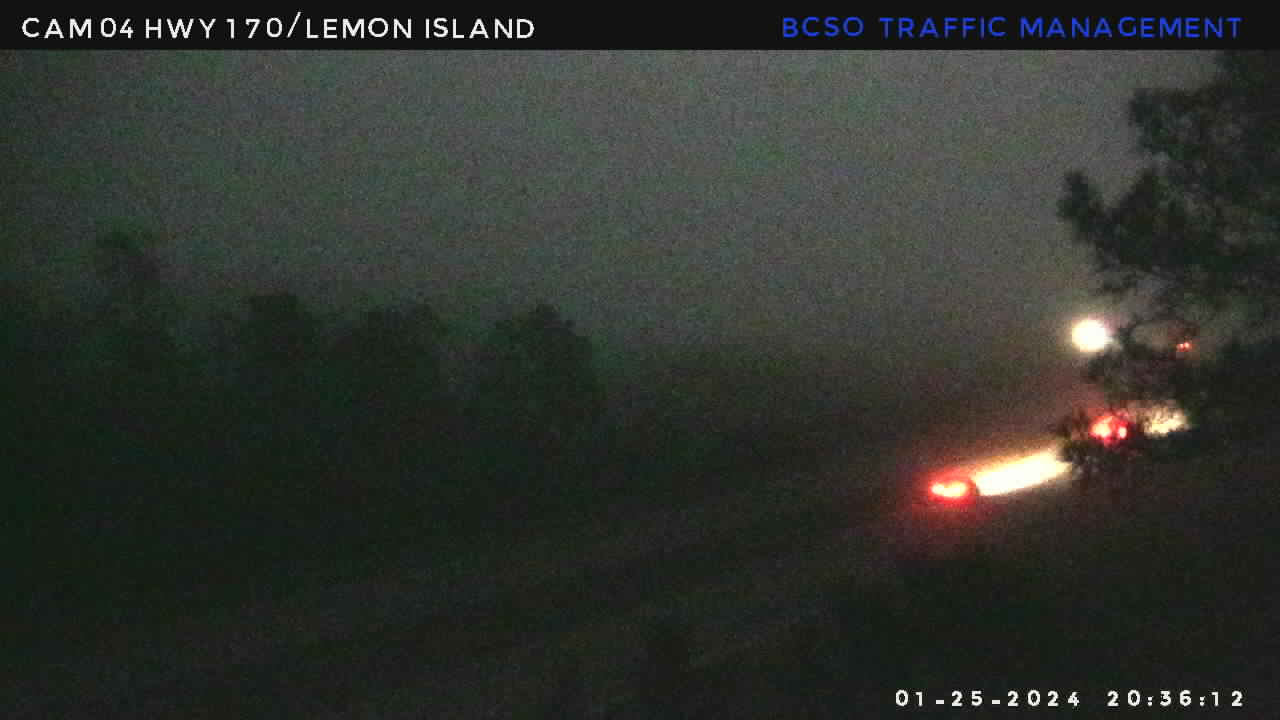 CAM04 HWY 170/LEMON ISLAND
BCSO TRAFFIC MANAGEMENT
01-25-2024 20:36:12